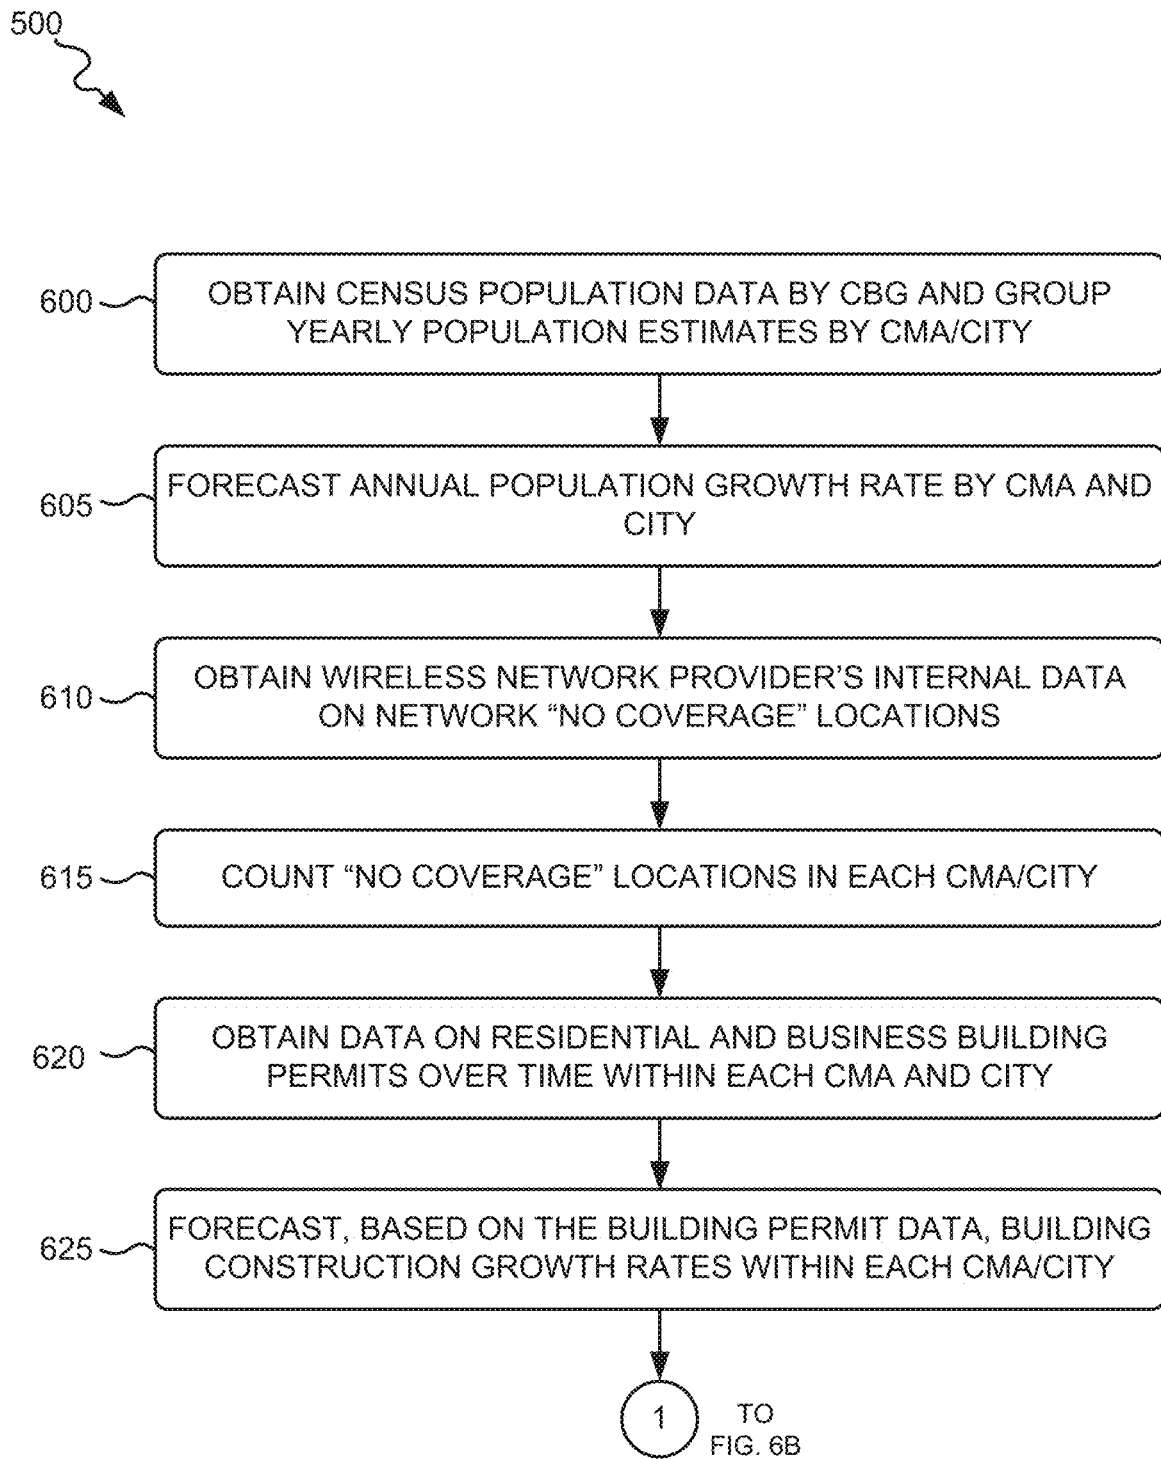 500
600
OBTAIN CENSUS POPULATION DATA BY CBG AND GROUP
YEARLY POPULATION ESTIMATES BY CMA/CITY
605
FORECAST ANNUAL POPULATION GROWTH RATE BY CMA AND
CITY
610
OBTAIN WIRELESS NETWORK PROVIDER'S INTERNAL DATA
ON NETWORK “NO COVERAGE” LOCATIONS
615
COUNT “NO COVERAGE” LOCATIONS IN EACH CMA/CITY
620
OBTAIN DATA ON RESIDENTIAL AND BUSINESS BUILDING
PERMITS OVER TIME WITHIN EACH CMA AND CITY
625
FORECAST, BASED ON THE BUILDING PERMIT DATA, BUILDING
CONSTRUCTION GROWTH RATES WITHIN EACH CMA/CITY
1
TO
FIG. 6B